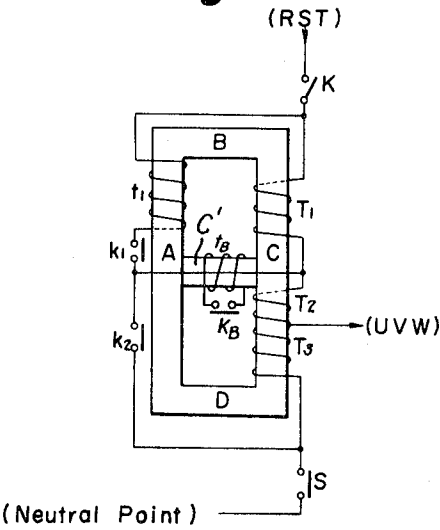 (RST)
K
B
t1
T1
C'
tB
k1
A
C
T2
KB
k2
T3
(UVW)
D
S
(Neutral Point)